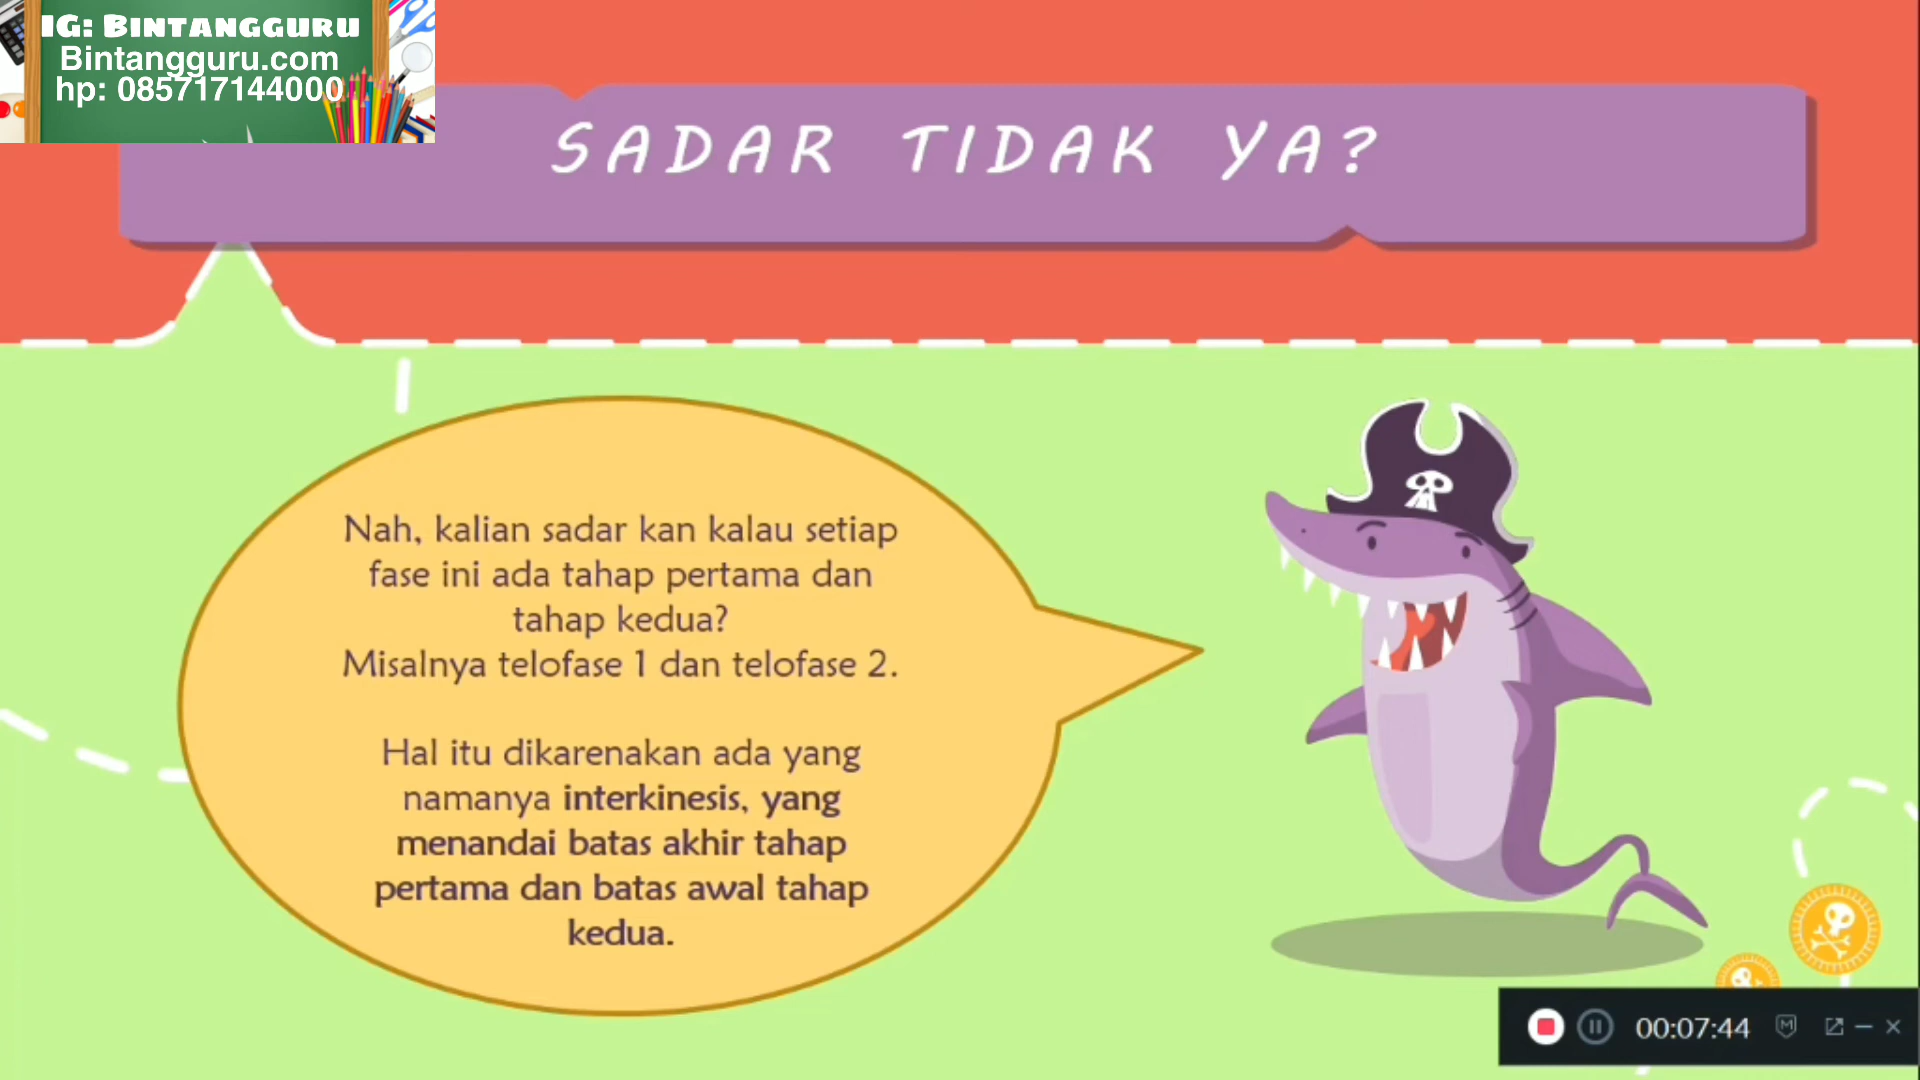 IG: BINTANGGURU
Bintangguru.com
hp: 085717144000
SADAR TIDAK YA?
Nah, kalian sadar kan kalau setiap
fase ini ada tahap pertama dan
tahap kedua?
Misalnya telofase 1 dan telofase 2.
Hal itu dikarenakan ada yang
namanya interkinesis, yang
menandai batas akhir tahap
pertama dan batas awal tahap
kedua.
00:07:44